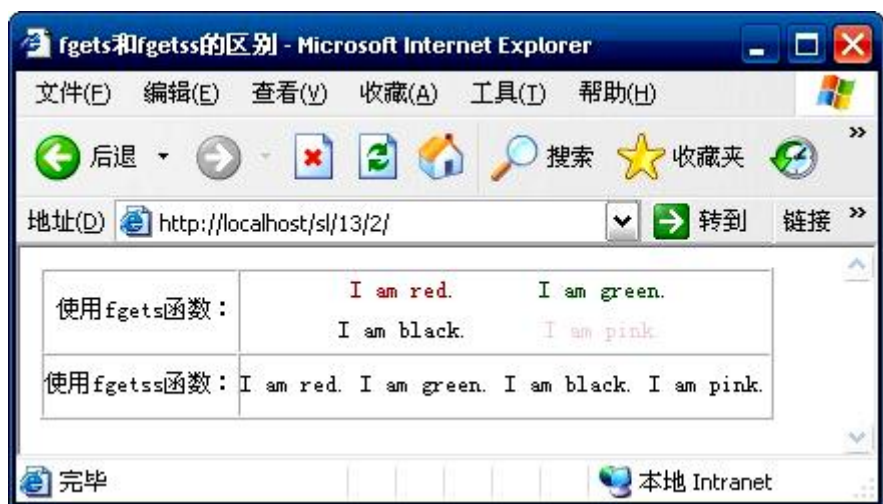 fgets和fgetss的区别 - Microsoft Internet Explorer
文件(F) 编辑(E) 查看(V) 收藏(A) 工具(T) 帮助(H)
后退 搜索 收藏夹 »
地址(D) http://localhost/sl/13/2/ 转到 链接 »
使用fgets函数： I am red. I am green.
I am black. I am pink.
使用fgetss函数： I am red. I am green. I am black. I am pink.
完毕 本地 Intranet